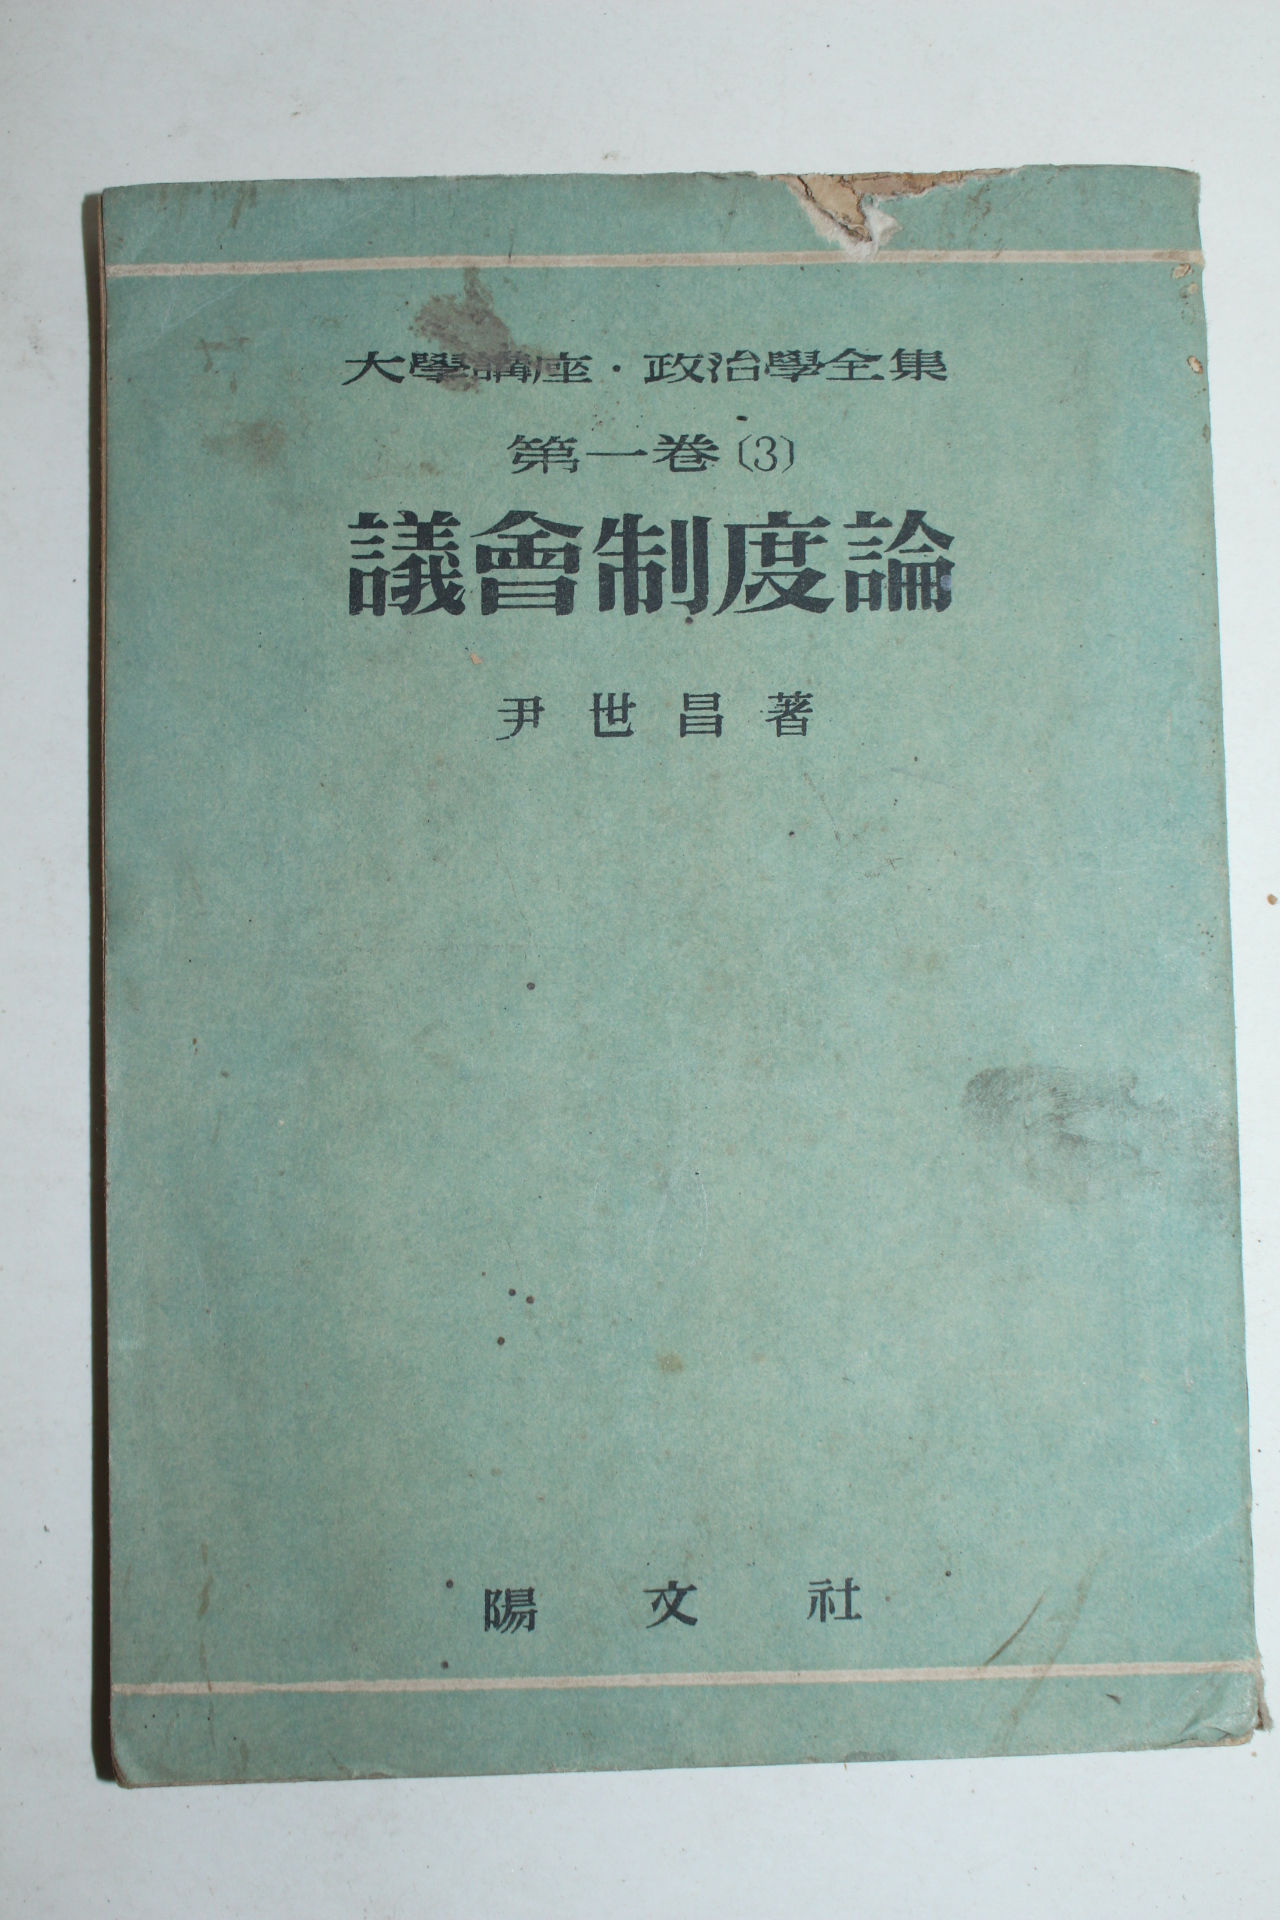 大學講座·政治學全集
第一巻〔3〕
議會制度論
尹世昌著
陽文社